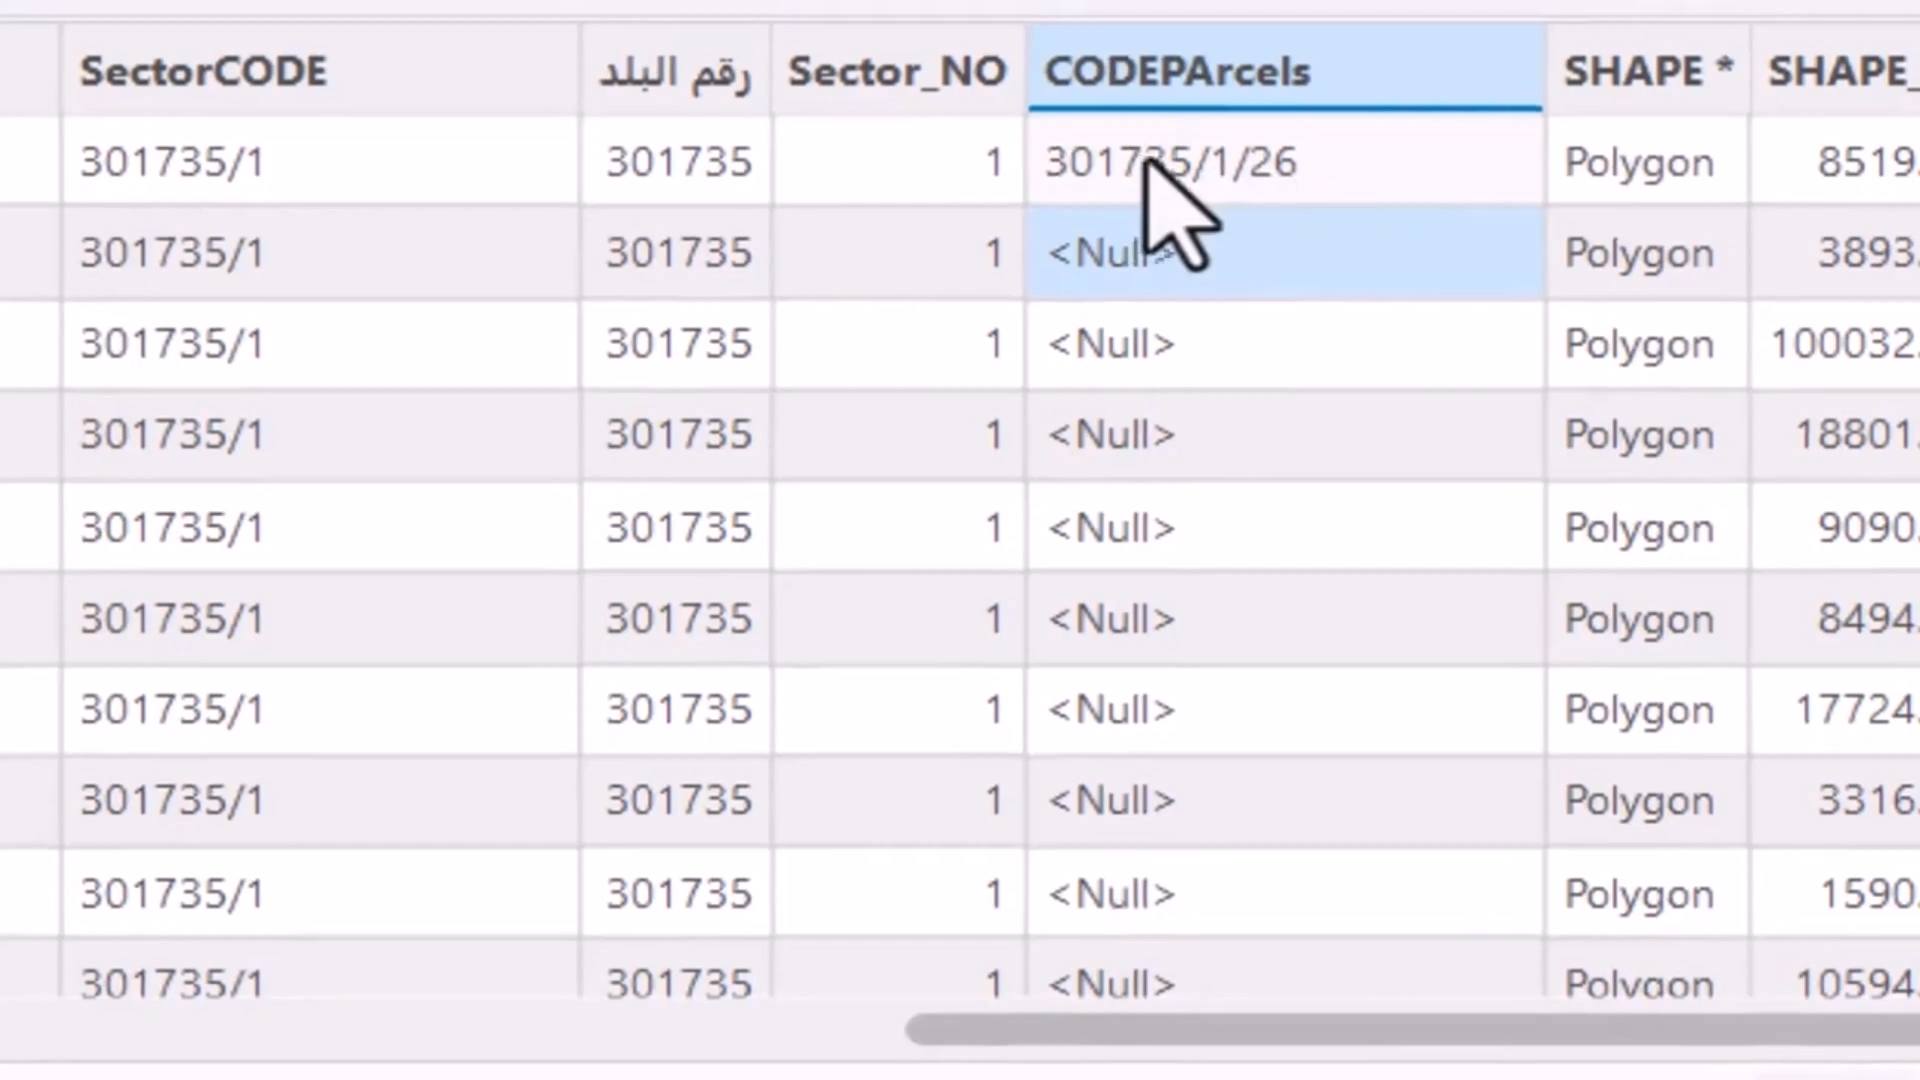 SectorCODE رقم البلد Sector_NO CODEPArcels SHAPE * SHAPE_
301735/1 301735 1 301735/1/26 Polygon 8519.
301735/1 301735 1 <Null> Polygon 3893.
301735/1 301735 1 <Null> Polygon 100032.
301735/1 301735 1 <Null> Polygon 18801.
301735/1 301735 1 <Null> Polygon 9090.
301735/1 301735 1 <Null> Polygon 8494.
301735/1 301735 1 <Null> Polygon 17724.
301735/1 301735 1 <Null> Polygon 3316.
301735/1 301735 1 <Null> Polygon 1590.
301735/1 301735 1 <Null> Polygon 10594.